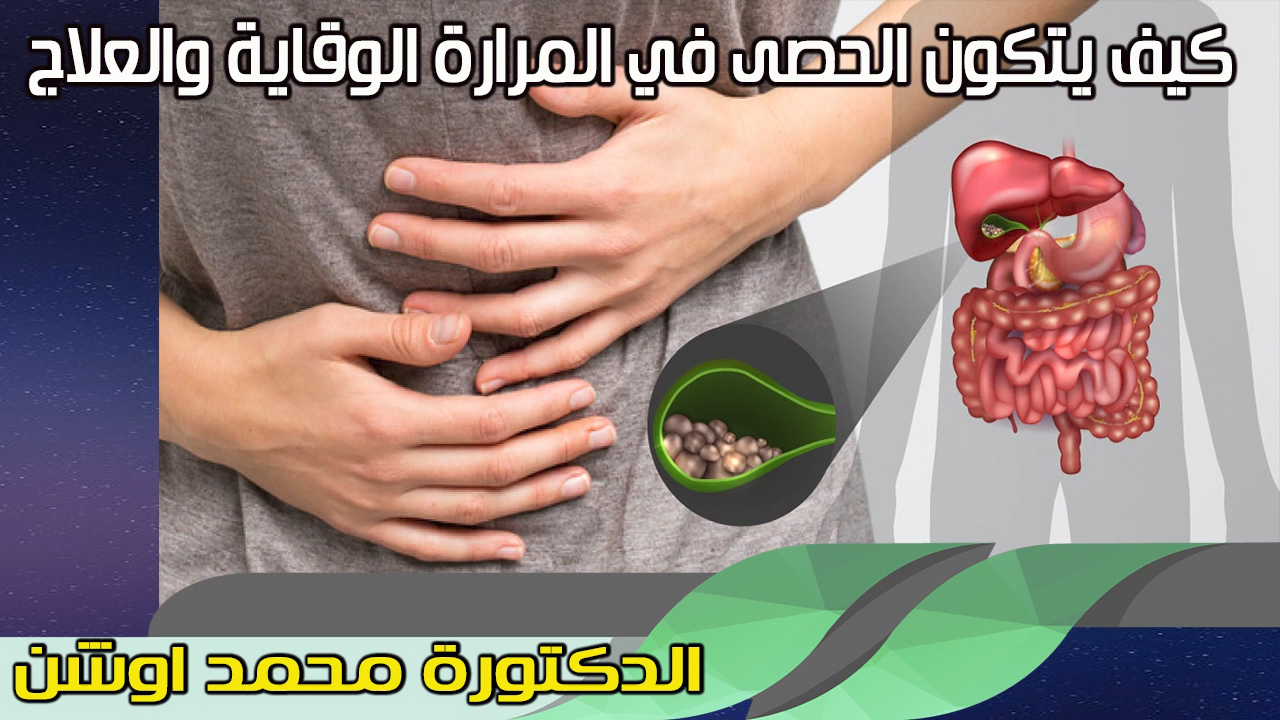 كيف يتكون الحصى في المرارة الوقاية والعلاج
الدكتورة محمد اوشن